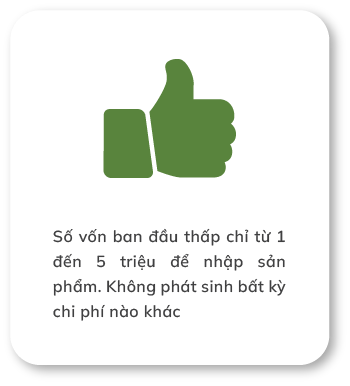 Số vốn ban đầu thấp chỉ từ 1
đến 5 triệu để nhập sản
phẩm. Không phát sinh bất kỳ
chi phí nào khác